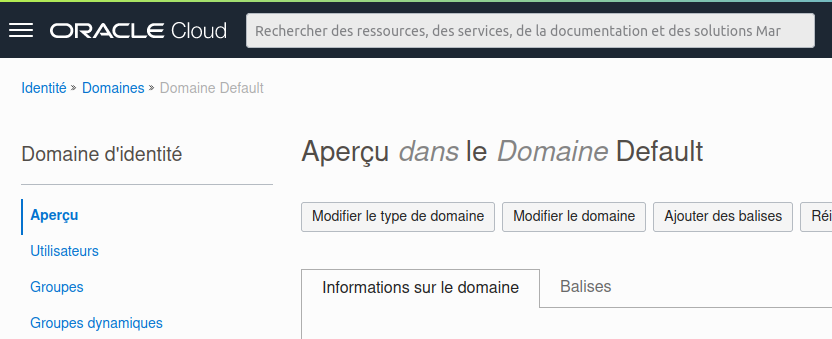 ORACLE Cloud
Rechercher des ressources, des services, de la documentation et des solutions Mar
Identité » Domaines » Domaine Default
Domaine d'identité
Aperçu
Utilisateurs
Groupes
Groupes dynamiques
Aperçu dans le Domaine Default
Modifier le type de domaine Modifier le domaine Ajouter des balises Réi
Informations sur le domaine Balises